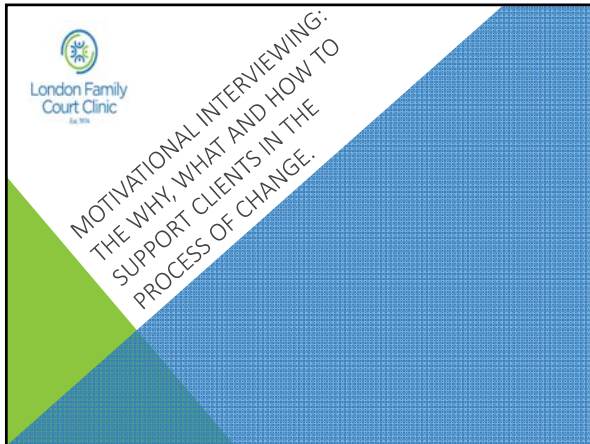 London Family
Court Clinic
Est. 1974
MOTIVATIONAL INTERVIEWING:
THE WHY, WHAT AND HOW TO
SUPPORT CLIENTS IN THE
PROCESS OF CHANGE.